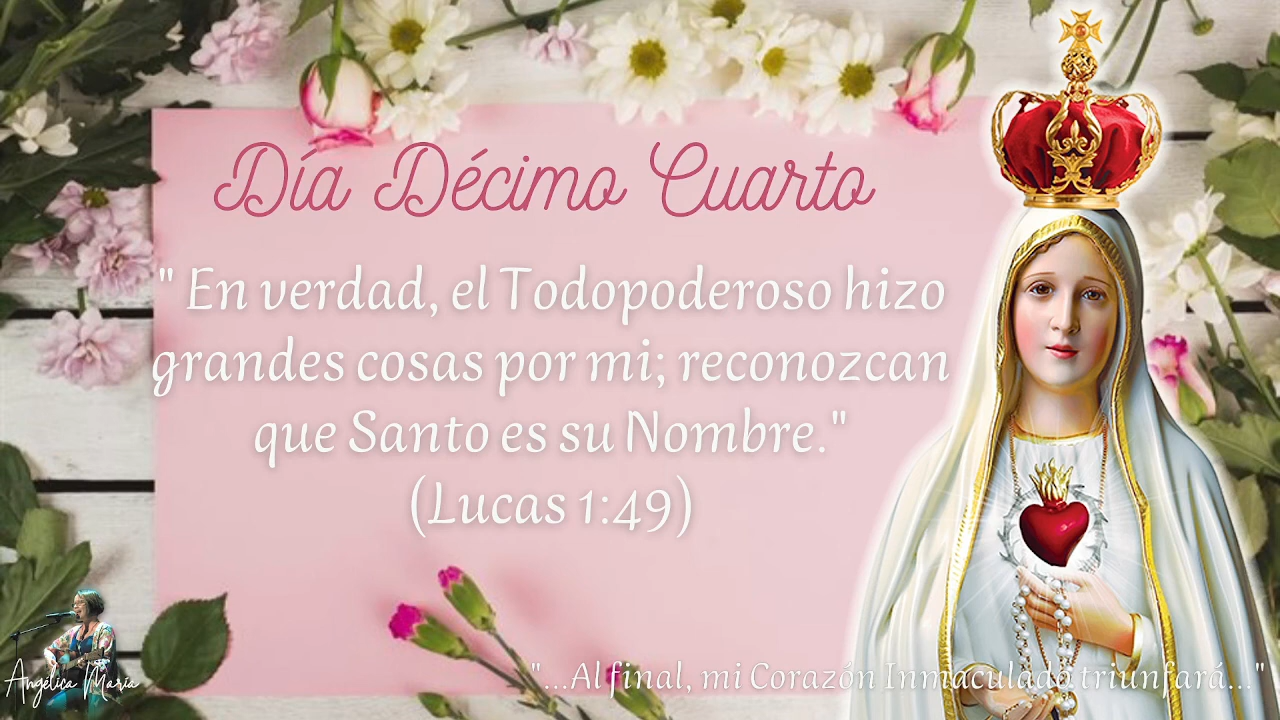 Día Décimo Cuarto
" En verdad, el Todopoderoso hizo
grandes cosas por mi; reconozcan
que Santo es su Nombre."
(Lucas 1:49)
"...Al final, mi Corazón Inmaculado triunfará..."
Angélica María